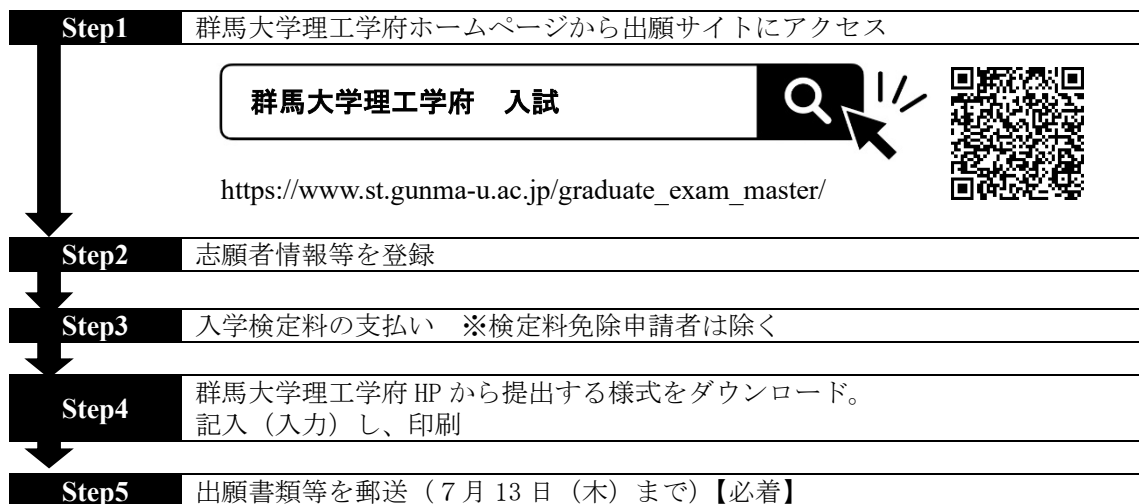 Step1 群馬大学理工学府ホームページから出願サイトにアクセス
群馬大学理工学府　入試
https://www.st.gunma-u.ac.jp/graduate_exam_master/
Step2 志願者情報等を登録
Step3 入学検定料の支払い　※検定料免除申請者は除く
Step4 群馬大学理工学府 HP から提出する様式をダウンロード。
記入（入力）し、印刷
Step5 出願書類等を郵送（７月 13 日（木）まで）【必着】